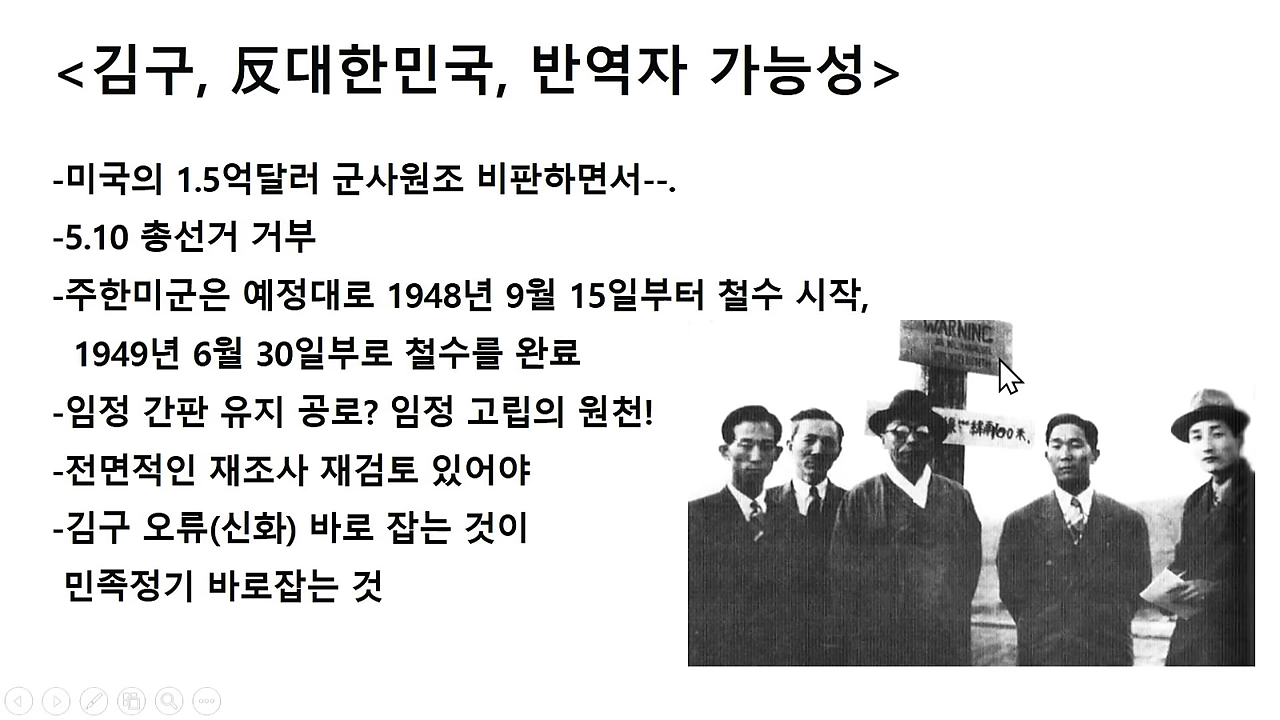 <김구, 反대한민국, 반역자 가능성>
-미국의 1.5억달러 군사원조 비판하면서--.
-5.10 총선거 거부
-주한미군은 예정대로 1948년 9월 15일부터 철수 시작,
1949년 6월 30일부로 철수를 완료
-임정 간판 유지 공로? 임정 고립의 원천!
-전면적인 재조사 재검토 있어야
-김구 오류(신화) 바로 잡는 것이
민족정기 바로잡는 것
WARNING